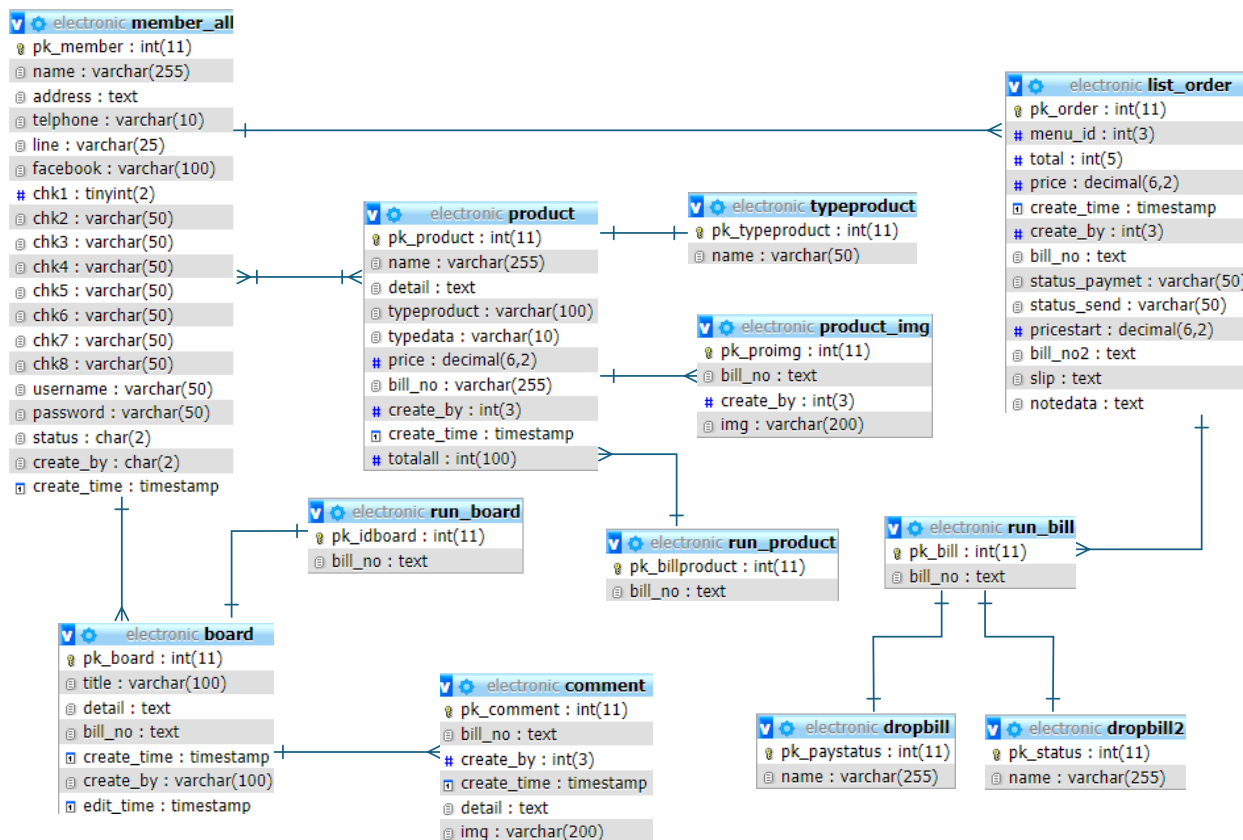 electronic member_all
pk_member : int(11)
name : varchar(255)
address : text
telphone : varchar(10)
line : varchar(25)
facebook : varchar(100)
chk1 : tinyint(2)
chk2 : varchar(50)
chk3 : varchar(50)
chk4 : varchar(50)
chk5 : varchar(50)
chk6 : varchar(50)
chk7 : varchar(50)
chk8 : varchar(50)
username : varchar(50)
password : varchar(50)
status : char(2)
create_by : char(2)
create_time : timestamp
electronic product
pk_product : int(11)
name : varchar(255)
detail : text
typeproduct : varchar(100)
typedata : varchar(10)
price : decimal(6,2)
bill_no : varchar(255)
create_by : int(3)
create_time : timestamp
totalall : int(100)
electronic typeproduct
pk_typeproduct : int(11)
name : varchar(50)
electronic product_img
pk_proimg : int(11)
bill_no : text
create_by : int(3)
img : varchar(200)
electronic list_order
pk_order : int(11)
menu_id : int(3)
total : int(5)
price : decimal(6,2)
create_time : timestamp
create_by : int(3)
bill_no : text
status_paymet : varchar(50)
status_send : varchar(50)
pricestart : decimal(6,2)
bill_no2 : text
slip : text
notedata : text
electronic run_board
pk_idboard : int(11)
bill_no : text
electronic run_product
pk_billproduct : int(11)
bill_no : text
electronic run_bill
pk_bill : int(11)
bill_no : text
electronic board
pk_board : int(11)
title : varchar(100)
detail : text
bill_no : text
create_time : timestamp
create_by : varchar(100)
edit_time : timestamp
electronic comment
pk_comment : int(11)
bill_no : text
create_by : int(3)
create_time : timestamp
detail : text
img : varchar(200)
electronic dropbill
pk_paystatus : int(11)
name : varchar(255)
electronic dropbill2
pk_status : int(11)
name : varchar(255)